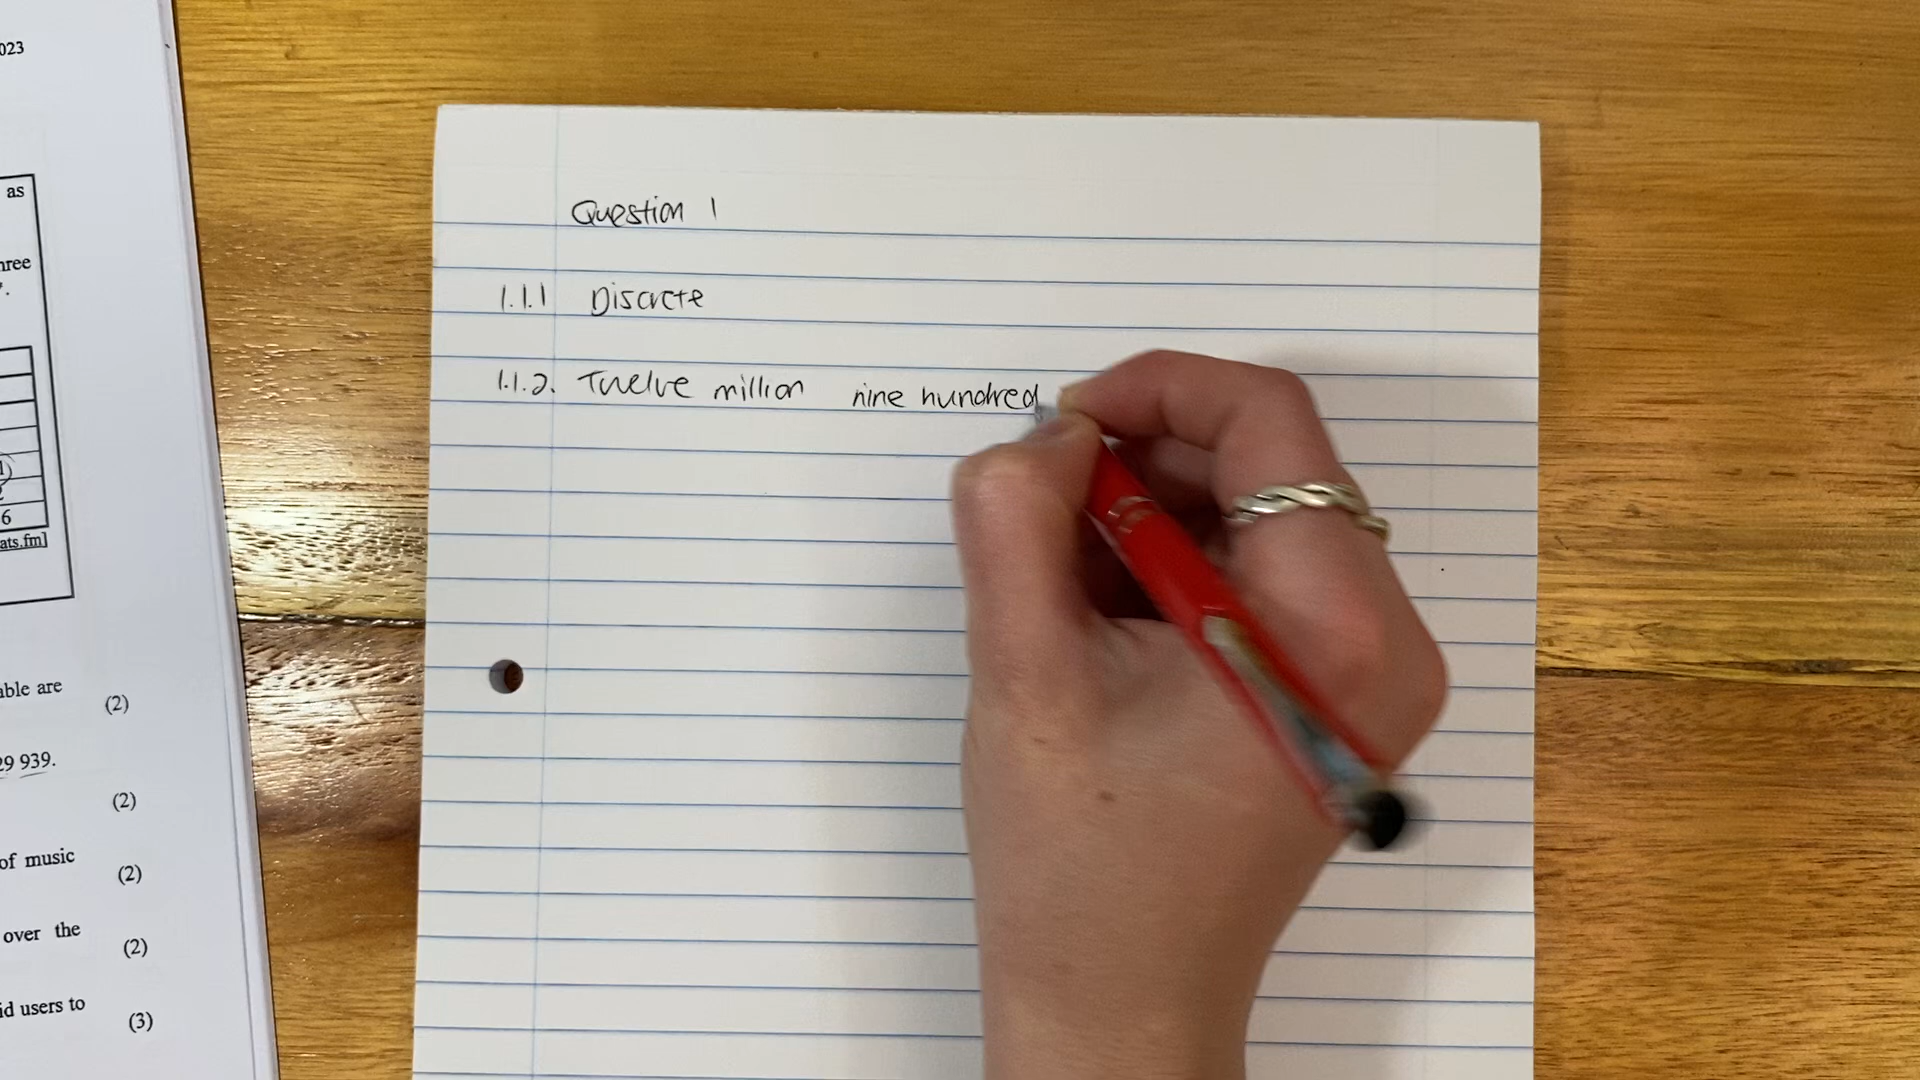 023
as
hree
6
ats.fm]
able are
(2)
29 939.
(2)
of music
(2)
over the
(2)
id users to
(3)
Question 1
1.1.1 Discrete
1.1.2. Twelve million nine hundred